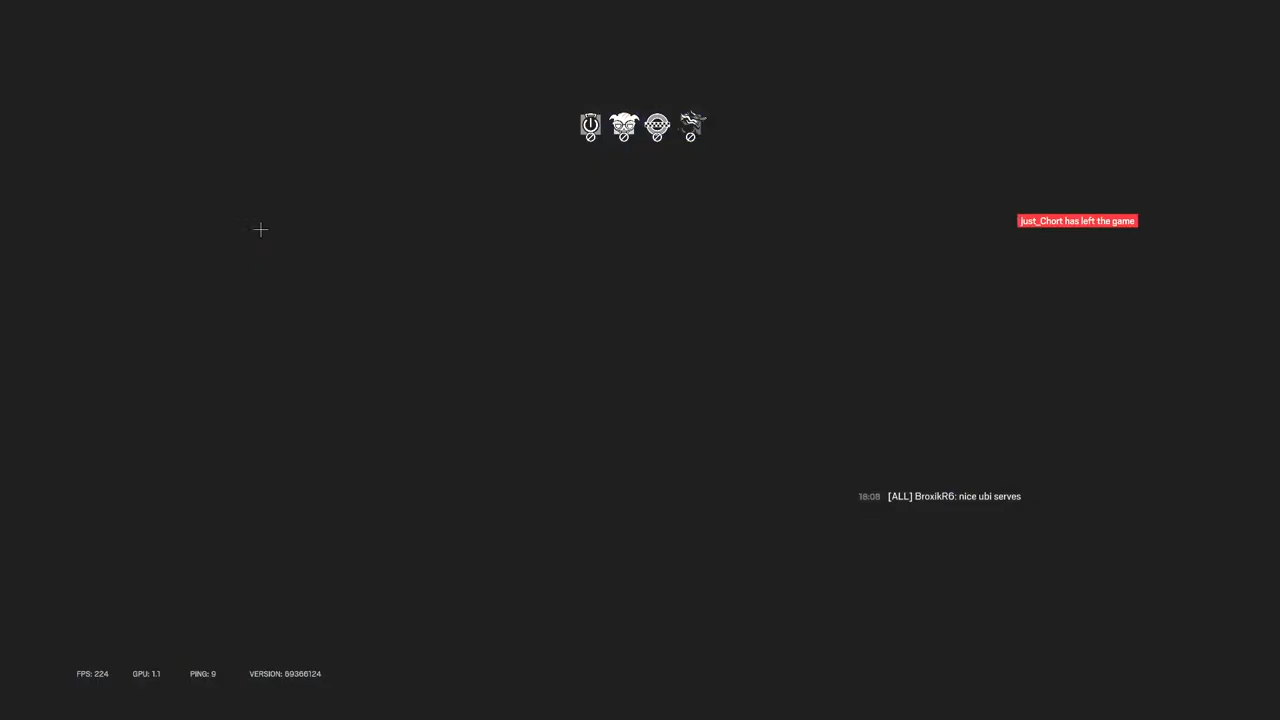 just_Chort has left the game
18:08 [ALL] BroxikR6: nice ubi serves
FPS: 224 GPU: 1.1 PING: 9 VERSION: 69366124